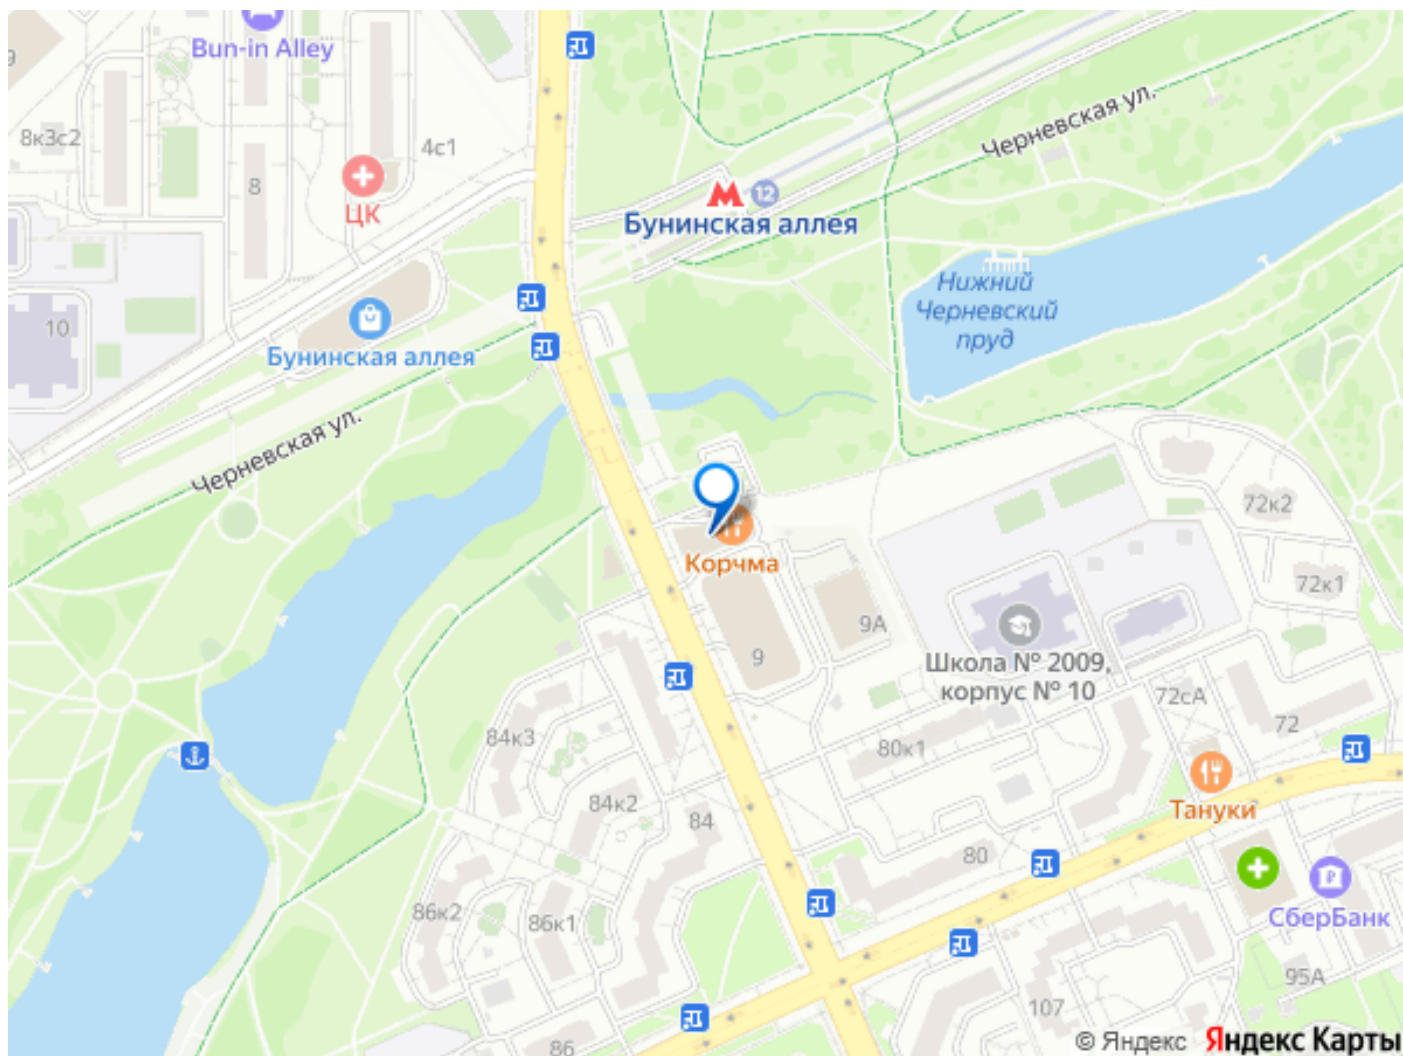 Bun-in Alley
9
8к3с2
4с1
8
ЦК
Черневская ул.
М
12
Бунинская аллея
Нижний
Черневский
пруд
10
Бунинская аллея
Черневская ул.
Корчма
72к2
72к1
9А
9
Школа № 2009,
корпус № 10
72сА
72
84к3
80к1
84к2
84
Тануки
80
86к2
86к1
СберБанк
95А
107
86
© Яндекс Яндекс Карты